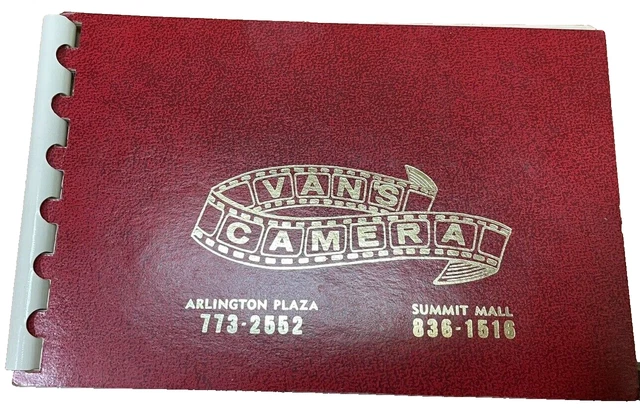 VANS
CAMERA
ARLINGTON PLAZA
773-2552
SUMMIT MALL
836-1516